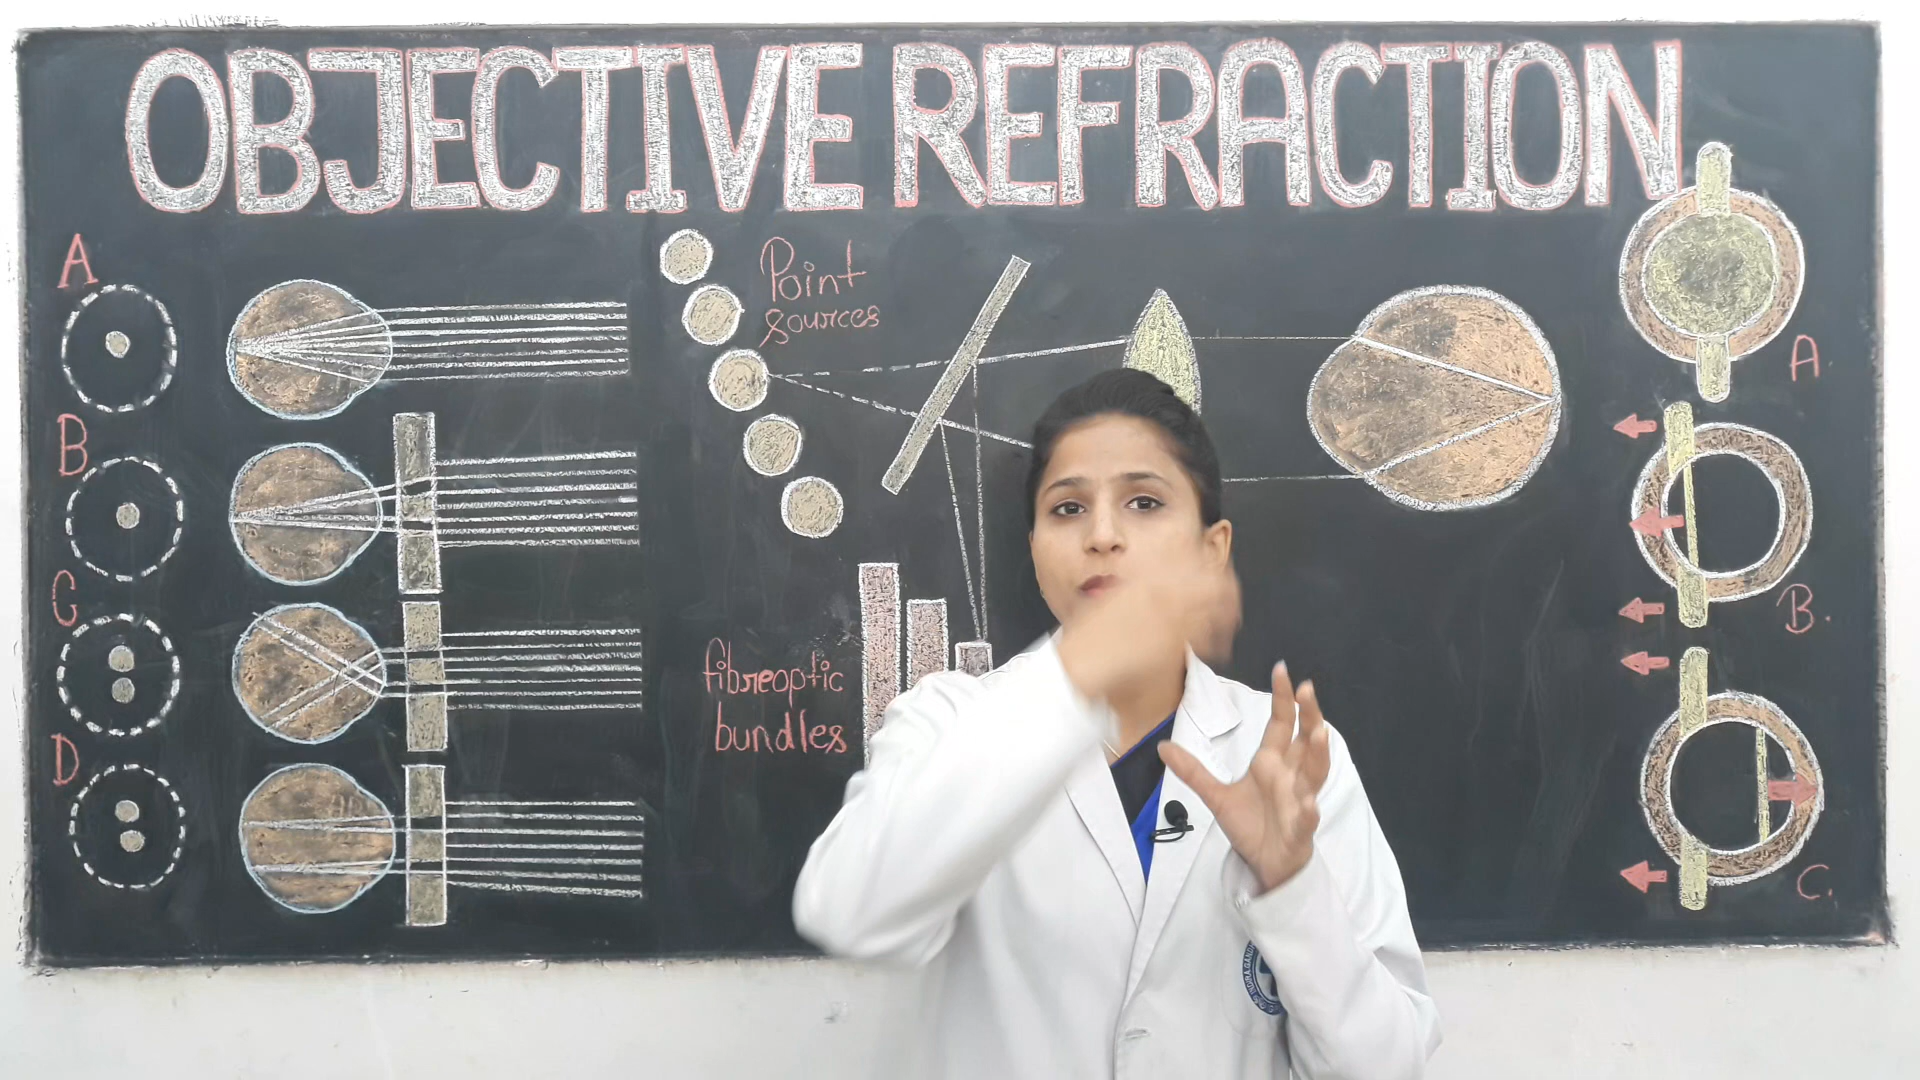 OBJECTIVE REFRACTION
A
B
C
D
Point
sources
fibreoptic
bundles
A.
B.
C.